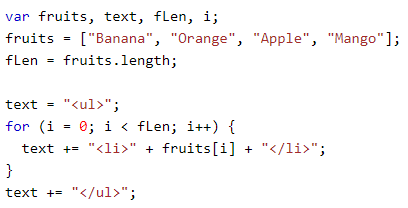 var fruits, text, fLen, i;
fruits = ["Banana", "Orange", "Apple", "Mango"];
fLen = fruits.length;

text = "<ul>";
for (i = 0; i < fLen; i++) {
  text += "<li>" + fruits[i] + "</li>";
}
text += "</ul>";